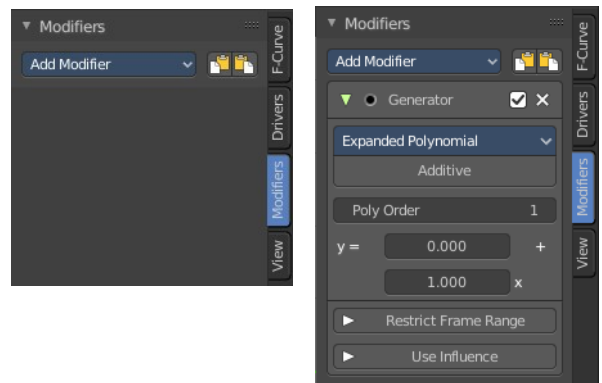 Modifiers
Add Modifier
F-Curve
Drivers
Modifiers
View
Modifiers
Add Modifier
Generator
Expanded Polynomial
Additive
Poly Order 1
y = 0.000 +
1.000 x
Restrict Frame Range
Use Influence
F-Curve
Drivers
Modifiers
View